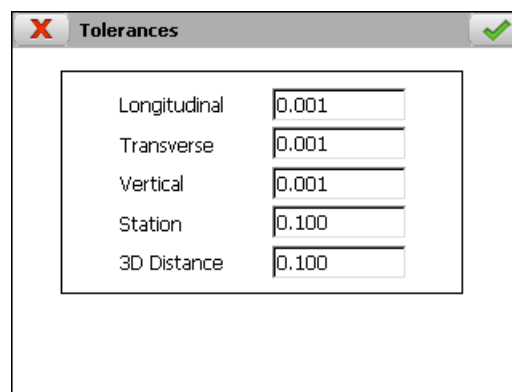 Tolerances
Longitudinal 0.001
Transverse 0.001
Vertical 0.001
Station 0.100
3D Distance 0.100